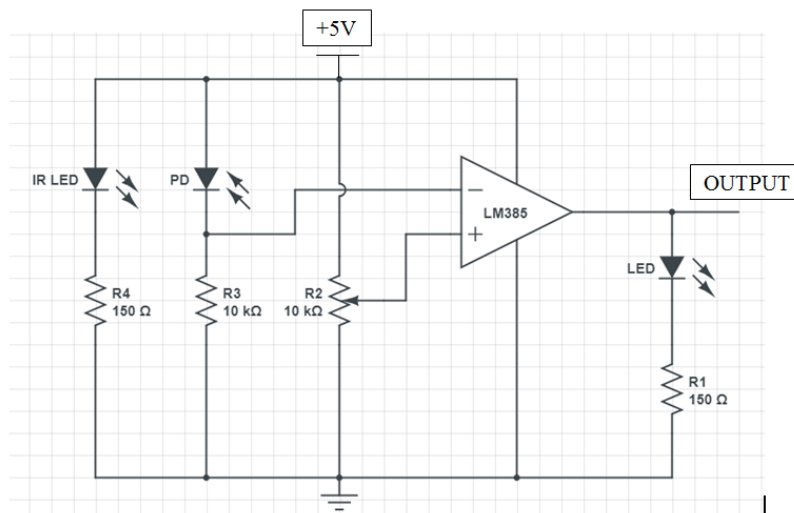 +5V
IR LED
PD
LM385
OUTPUT
LED
R4
150 Ω
R3
10 kΩ
R2
10 kΩ
R1
150 Ω